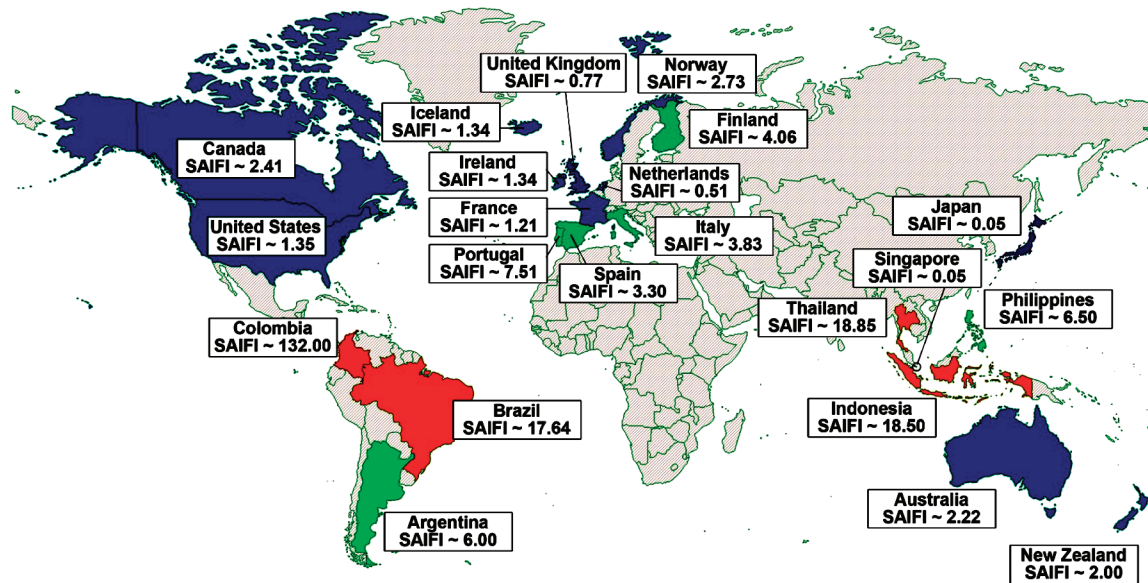 United Kingdom
SAIFI ~ 0.77
Norway
SAIFI ~ 2.73
Iceland
SAIFI ~ 1.34
Finland
SAIFI ~ 4.06
Canada
SAIFI ~ 2.41
Ireland
SAIFI ~ 1.34
Netherlands
SAIFI ~ 0.51
France
SAIFI ~ 1.21
Japan
SAIFI ~ 0.05
United States
SAIFI ~ 1.35
Italy
SAIFI ~ 3.83
Portugal
SAIFI ~ 7.51
Spain
SAIFI ~ 3.30
Singapore
SAIFI ~ 0.05
Thailand
SAIFI ~ 18.85
Philippines
SAIFI ~ 6.50
Colombia
SAIFI ~ 132.00
Brazil
SAIFI ~ 17.64
Indonesia
SAIFI ~ 18.50
Australia
SAIFI ~ 2.22
Argentina
SAIFI ~ 6.00
New Zealand
SAIFI ~ 2.00